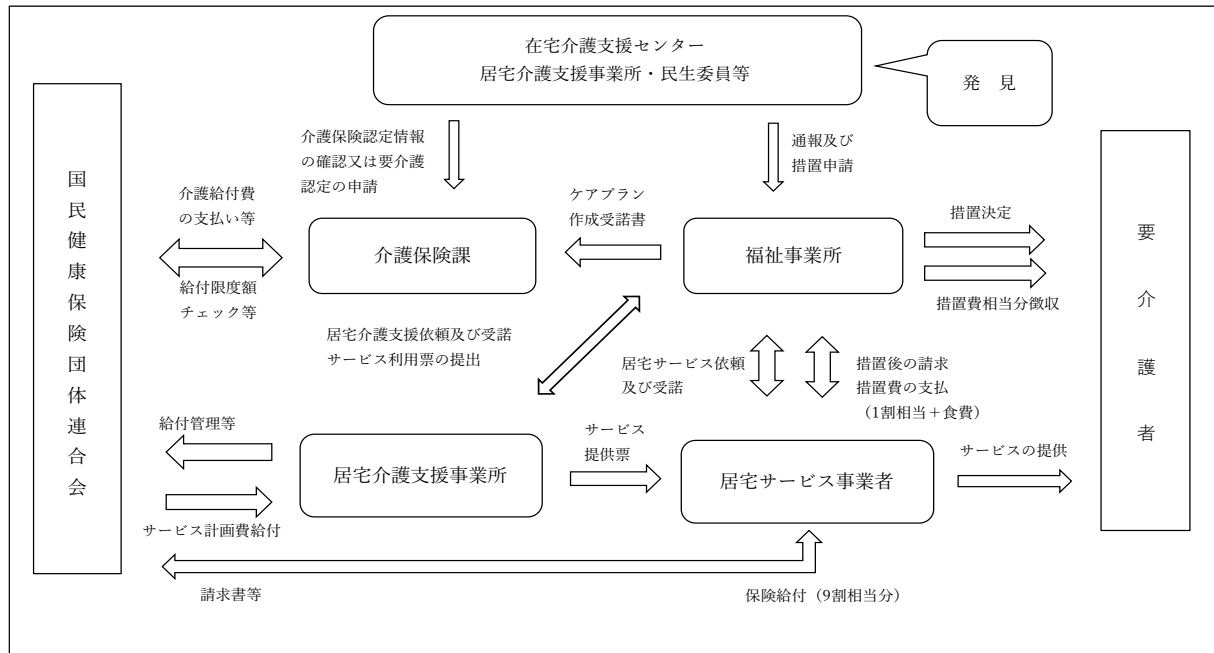 在宅介護支援センター
居宅介護支援事業所・民生委員等
発 見
介護保険認定情報
の確認又は要介護
認定の申請
通報及び
措置申請
国民健康保険団体連合会
介護給付費
の支払い等
給付限度額
チェック等
介護保険課
ケアプラン
作成受諾書
福祉事業所
措置決定
措置費相当分徴収
要介護者
居宅介護支援依頼及び受諾
サービス利用票の提出
居宅サービス依頼
及び受諾
措置後の請求
措置費の支払
（1割相当＋食費）
給付管理等
サービス計画費給付
居宅介護支援事業所
サービス
提供票
居宅サービス事業者
サービスの提供
請求書等
保険給付（9割相当分）